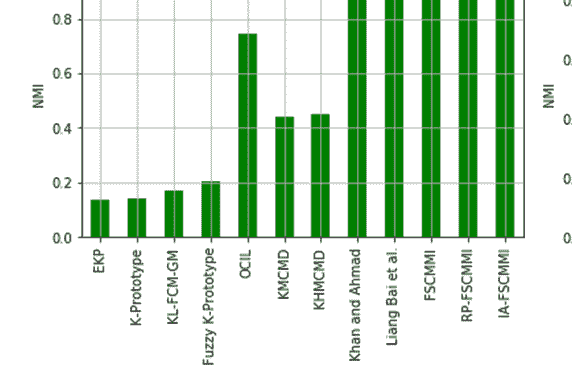 0.8
0.6
0.4
0.2
0.0
NMI
EKP
K-Prototype
KL-FCM-GM
Fuzzy K-Prototype
OCIL
KMCMD
KHMCMD
Khan and Ahmad
Liang Bai et al.
FSCMMI
RP-FSCMMI
IA-FSCMMI
NMI